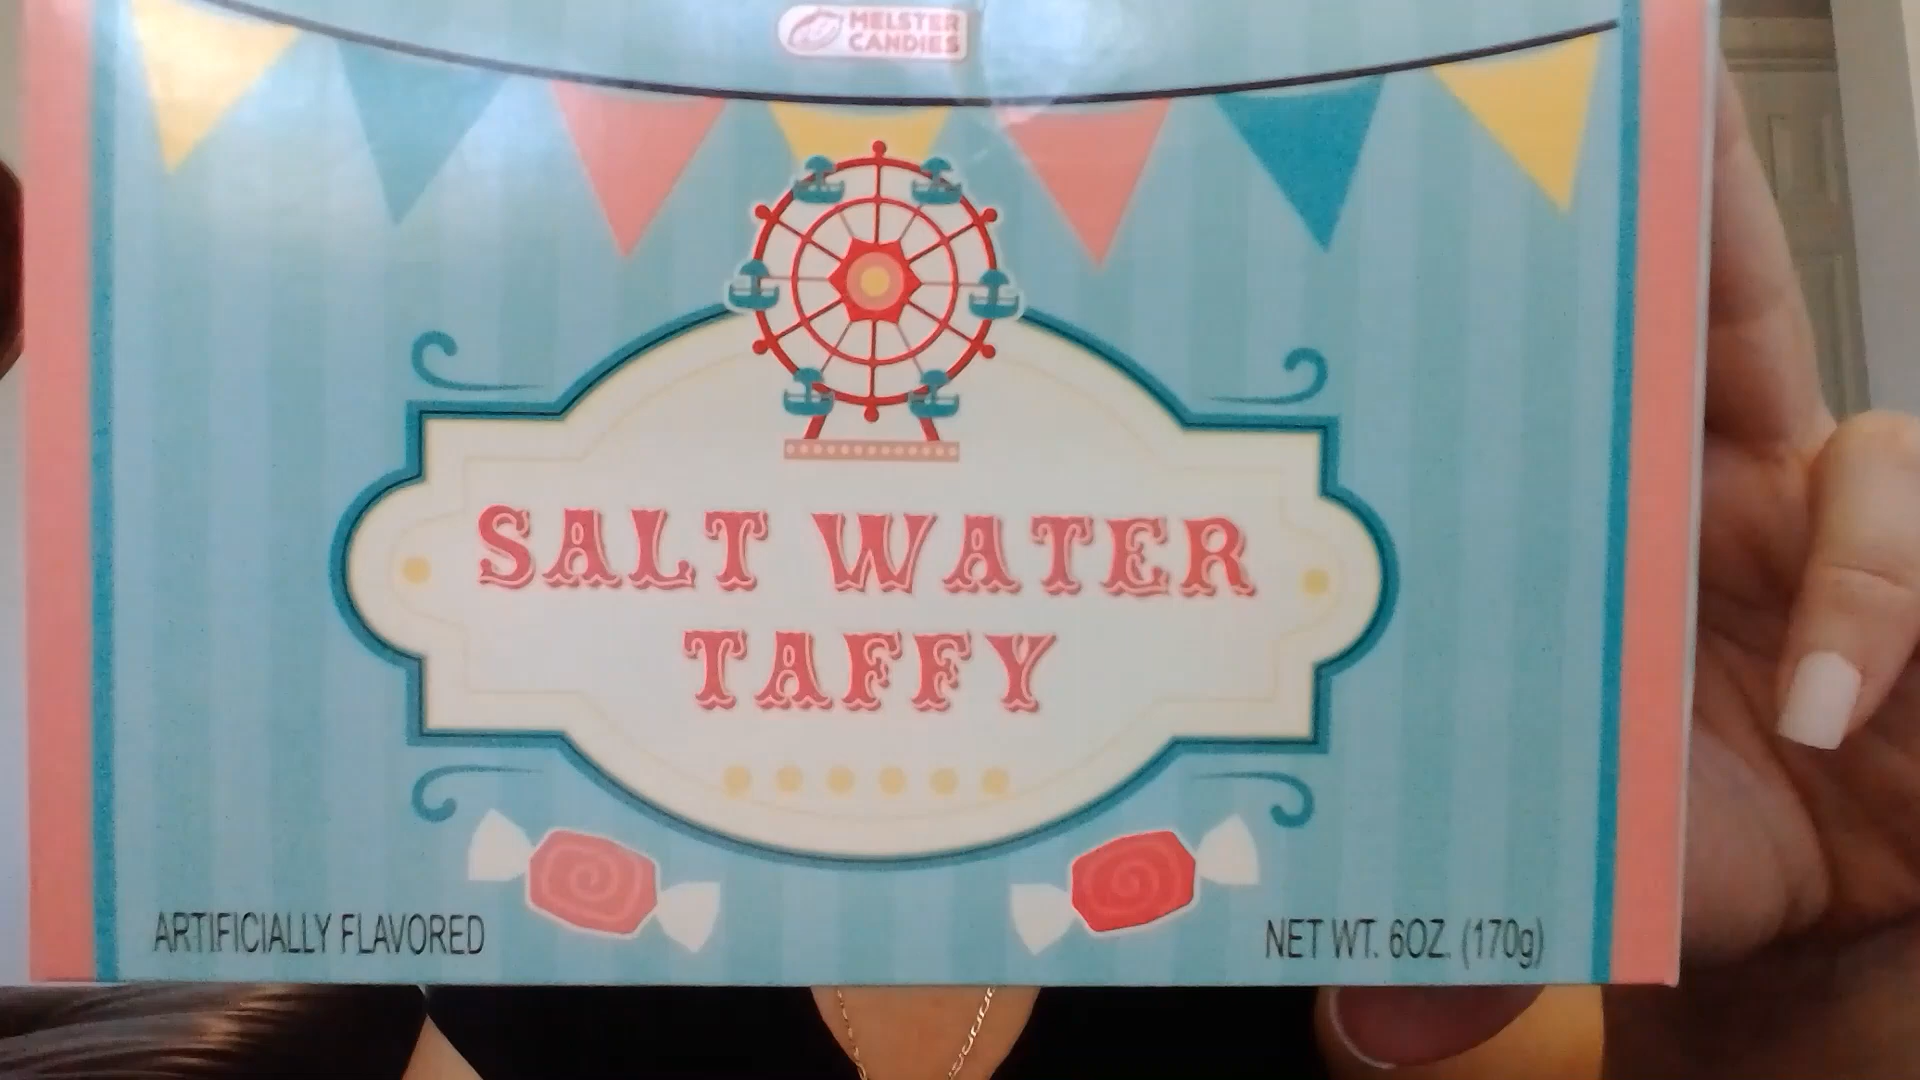 MELSTER
CANDIES
SALT WATER
TAFFY
ARTIFICIALLY FLAVORED
NET WT. 6OZ. (170g)